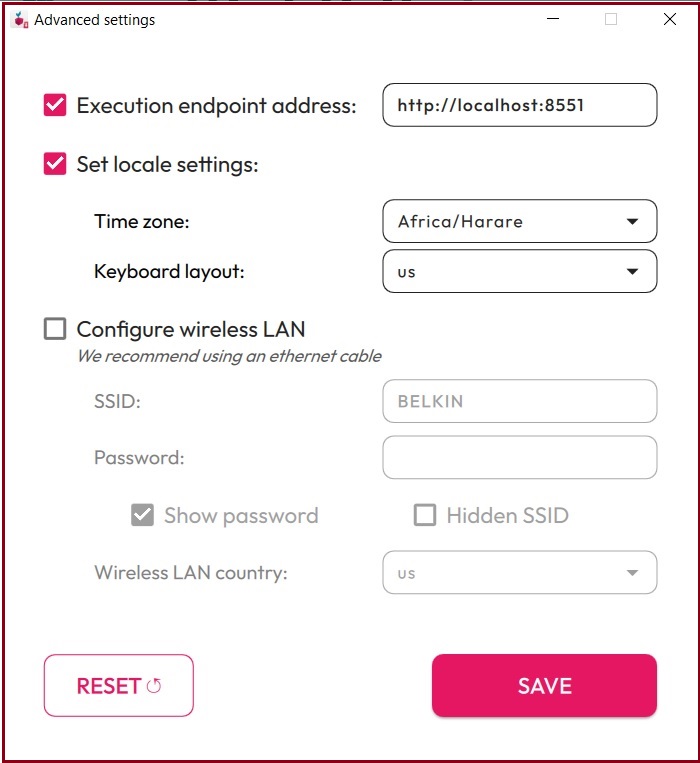 Advanced settings
Execution endpoint address: http://localhost:8551
Set locale settings:
Time zone: Africa/Harare
Keyboard layout: us
Configure wireless LAN
We recommend using an ethernet cable
SSID: BELKIN
Password:
Show password Hidden SSID
Wireless LAN country: us
RESET SAVE